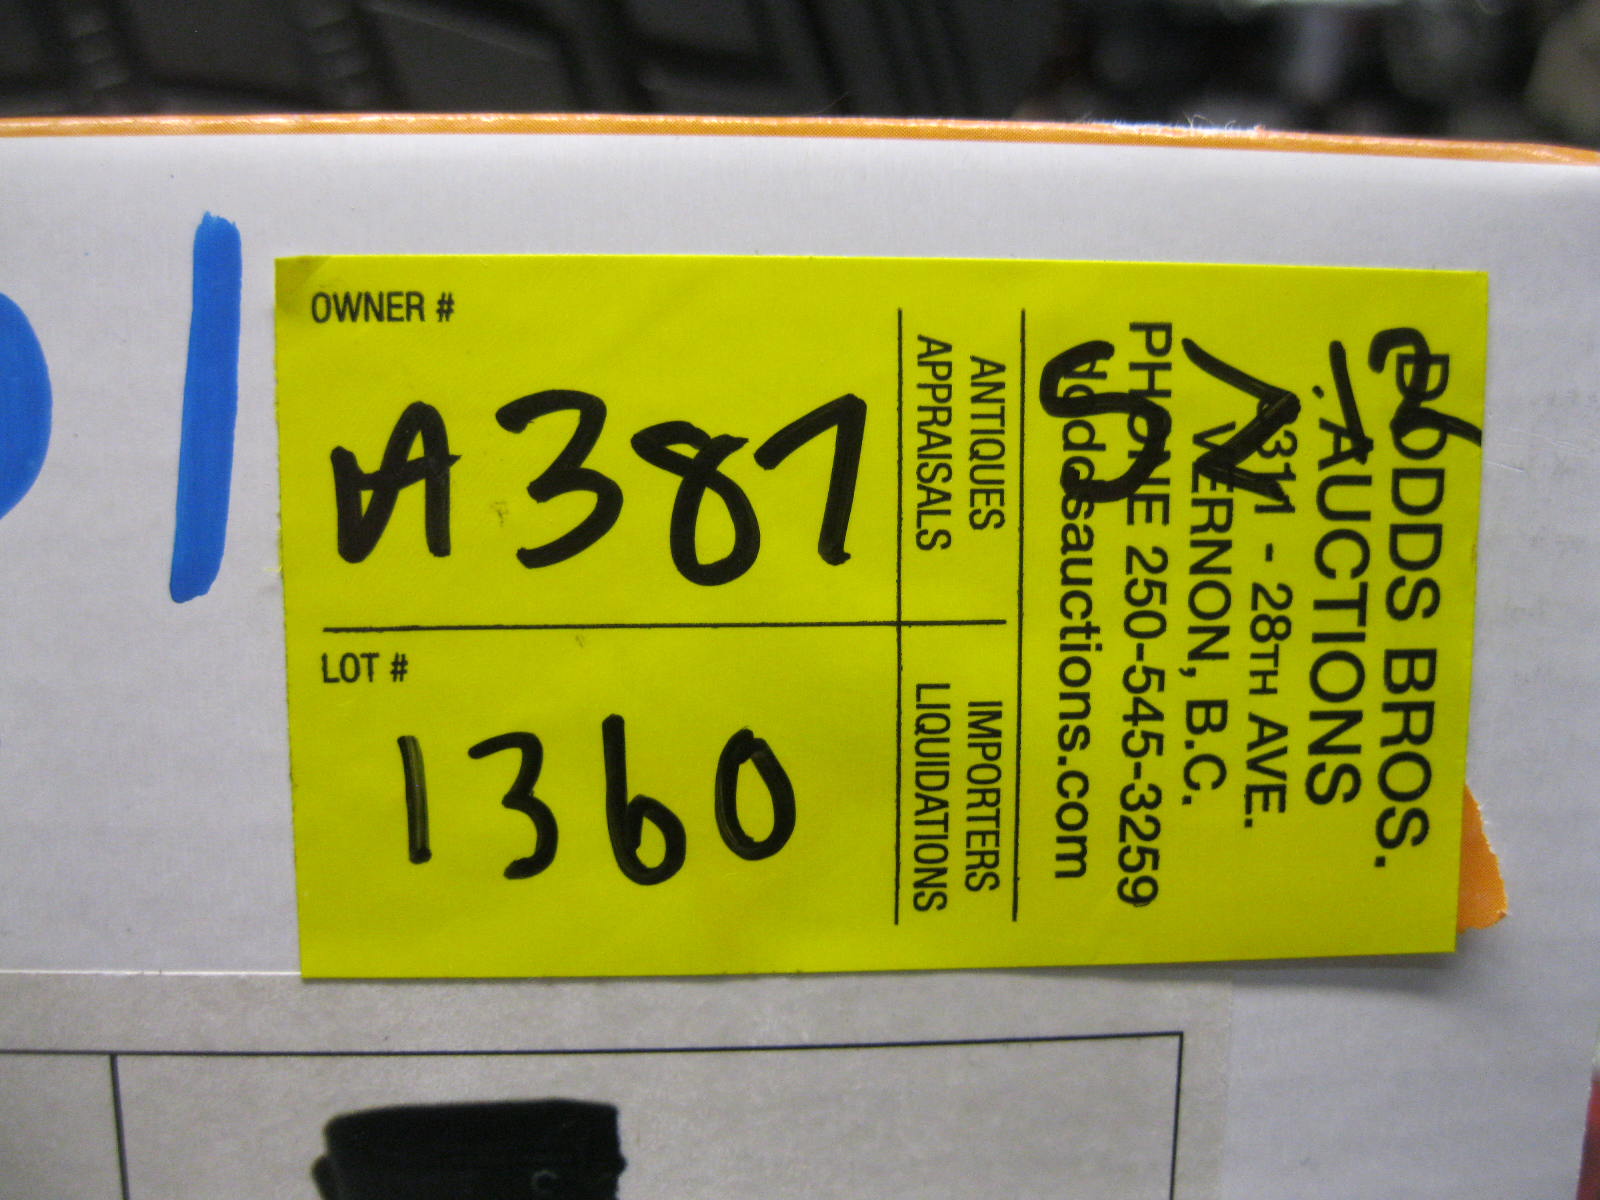 OWNER #
A387
LOT #
1360
DODDS BROS.
AUCTIONS
3311 - 28TH AVE.
VERNON, B.C.
PHONE 250-545-3259
doddsauctions.com
ANTIQUES
APPRAISALS
IMPORTERS
LIQUIDATIONS